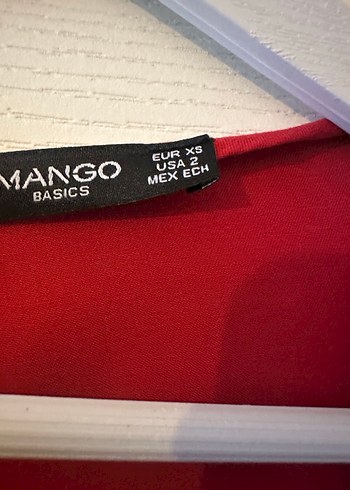 MANGO
BASICS
EUR XS
USA 2
MEX ECH